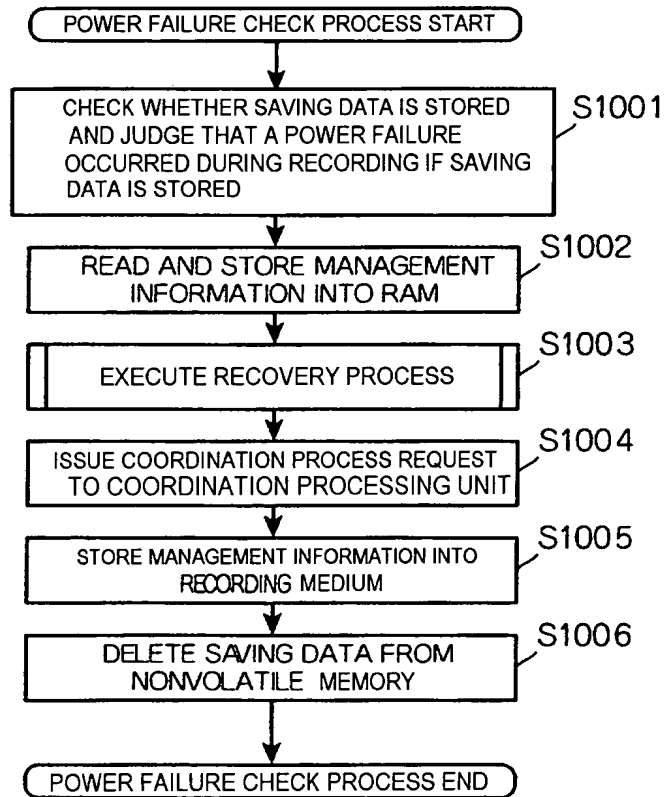 POWER FAILURE CHECK PROCESS START
CHECK WHETHER SAVING DATA IS STORED
AND JUDGE THAT A POWER FAILURE
OCCURRED DURING RECORDING IF SAVING
DATA IS STORED.
S1001
READ AND STORE MANAGEMENT
INFORMATION INTO RAM
S1002
EXECUTE RECOVERY PROCESS
S1003
ISSUE COORDINATION PROCESS REQUEST
TO COORDINATION PROCESSING UNIT
S1004
STORE MANAGEMENT INFORMATION INTO
RECORDING MEDIUM
S1005
DELETE SAVING DATA FROM
NONVOLATILE MEMORY
S1006
POWER FAILURE CHECK PROCESS END